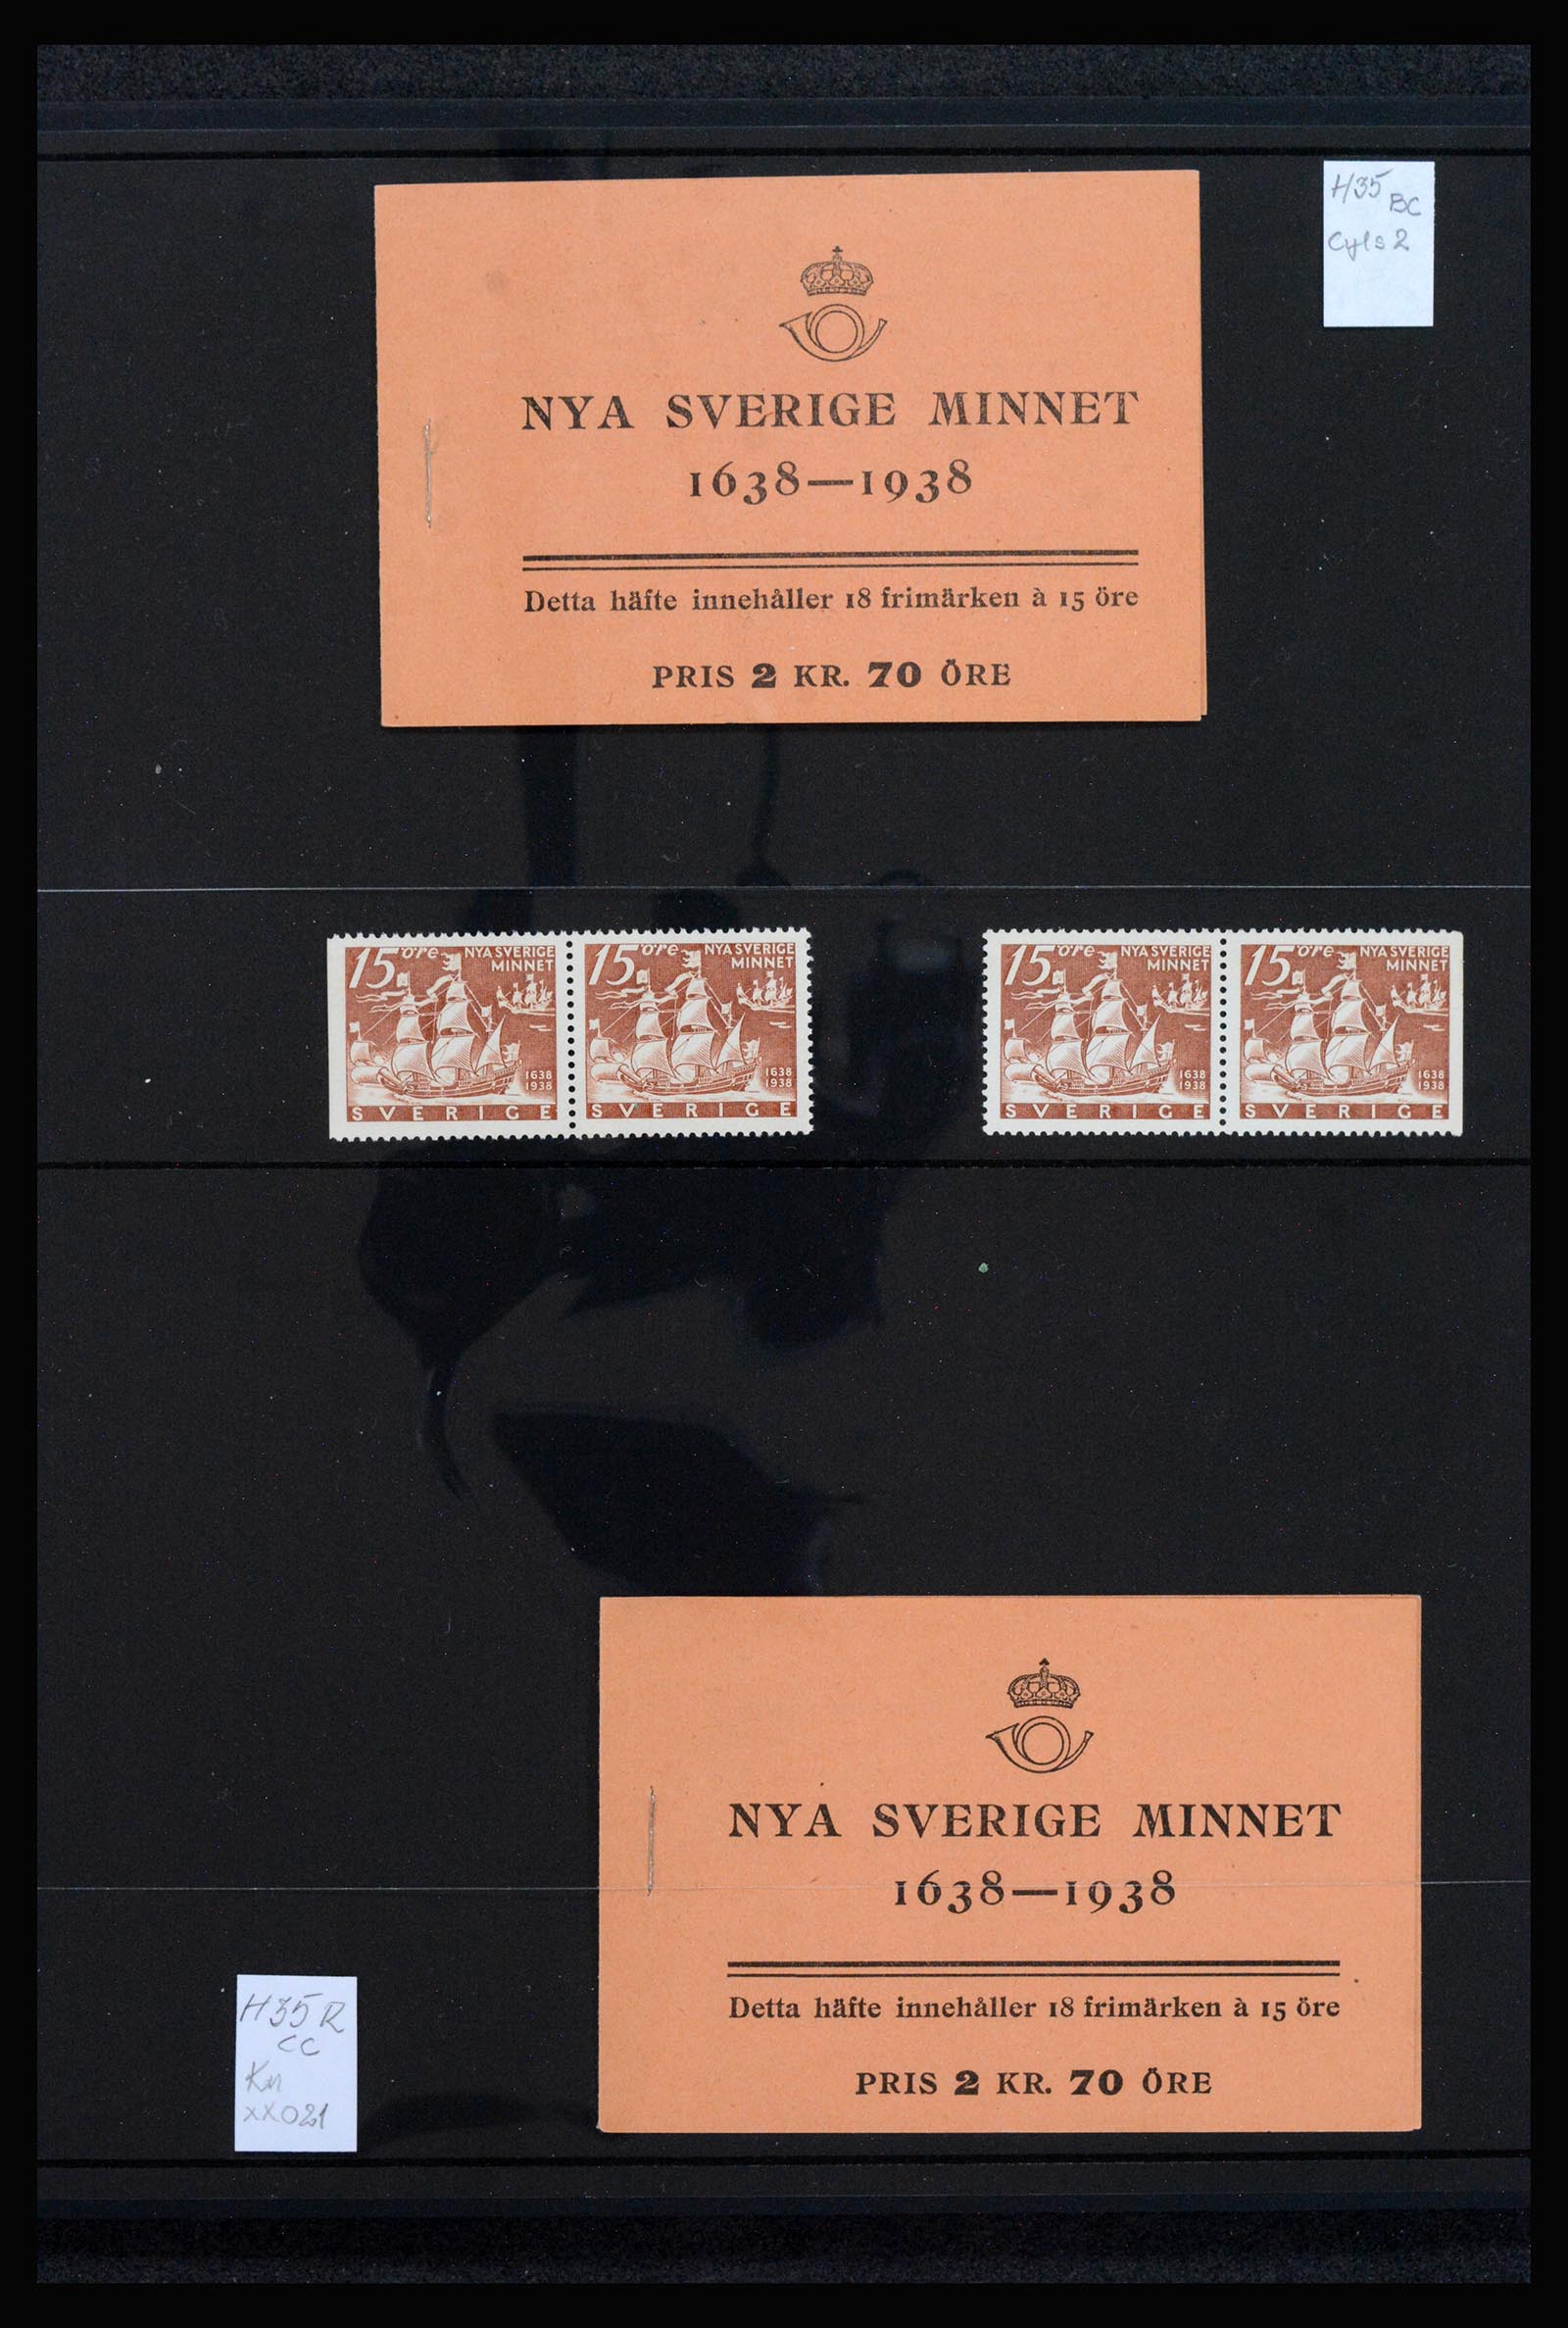 H35 BC
Cyls 2
NYA SVERIGE MINNET
1638—1938
Detta häfte innehåller 18 frimärken à 15 öre
PRIS 2 KR. 70 ÖRE
15 öre NYA SVERIGE
MINNET
1638
1938
SVERIGE
15 öre NYA SVERIGE
MINNET
1638
1938
SVERIGE
15 öre NYA SVERIGE
MINNET
1638
1938
SVERIGE
15 öre NYA SVERIGE
MINNET
1638
1938
SVERIGE
NYA SVERIGE MINNET
1638—1938
Detta häfte innehåller 18 frimärken à 15 öre
PRIS 2 KR. 70 ÖRE
H35 R
CC
xx021